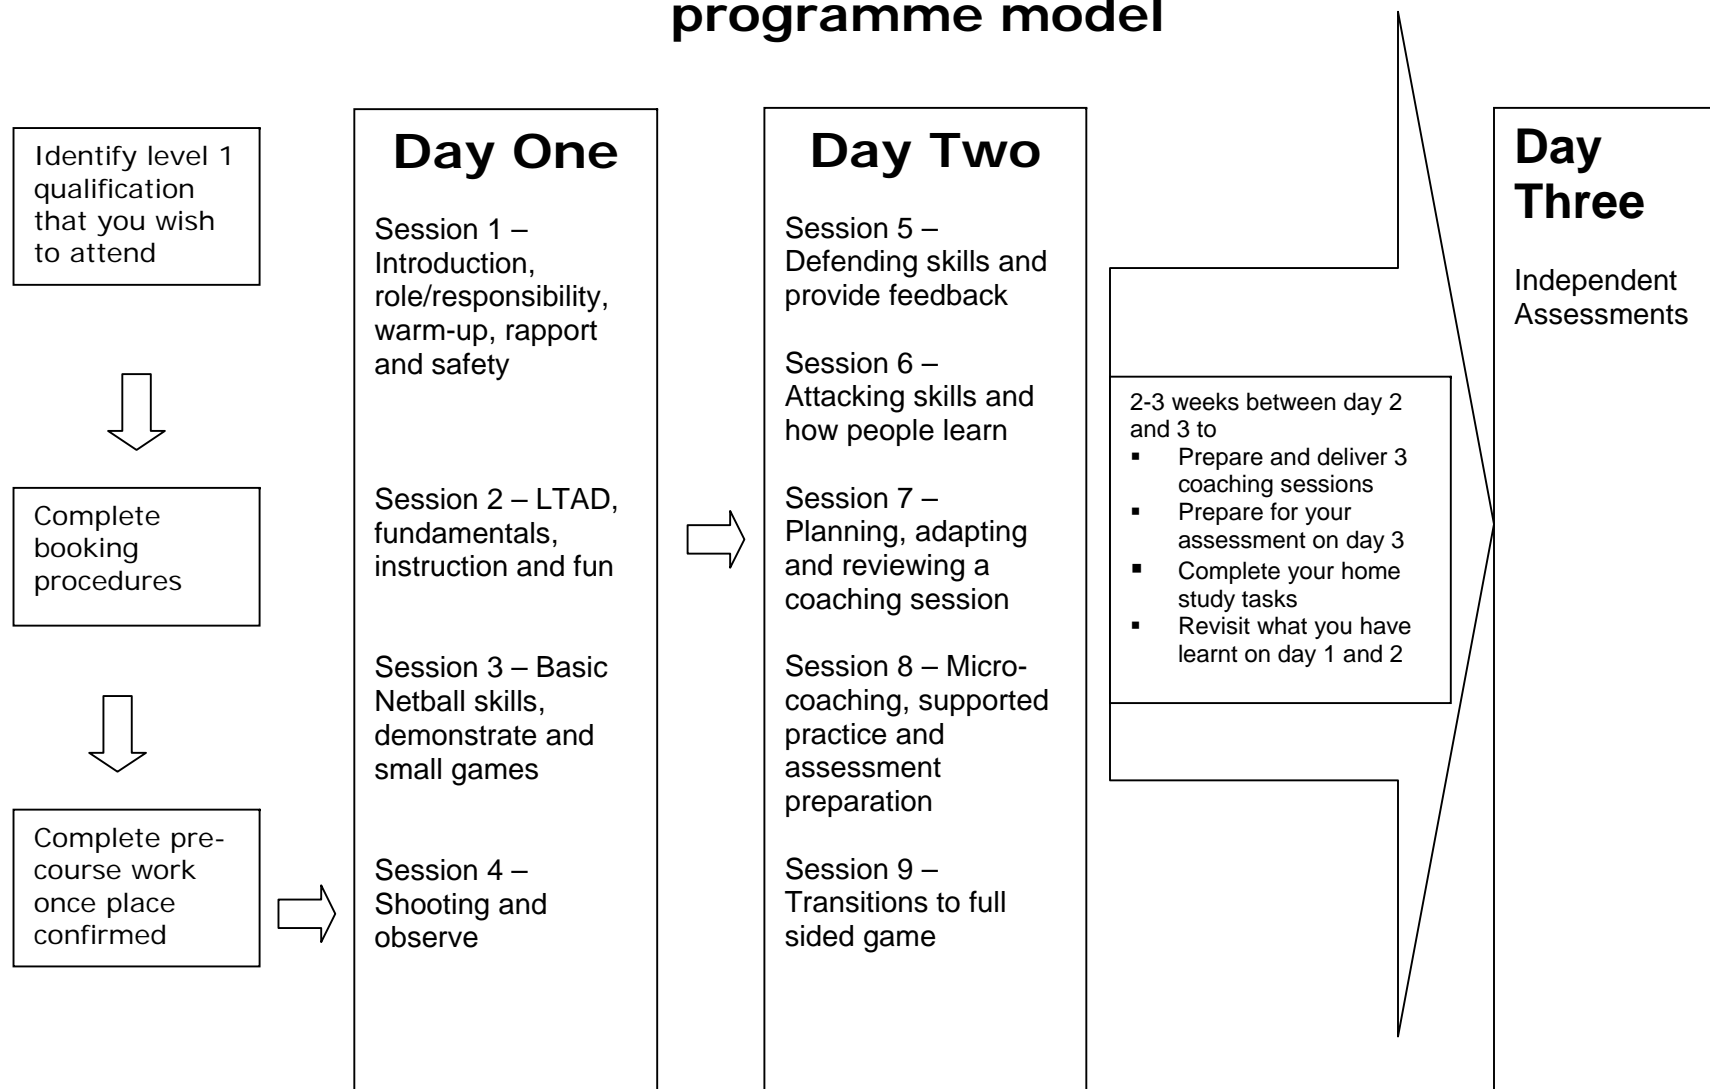 programme model
Identify level 1
qualification
that you wish
to attend
Complete
booking
procedures
Complete pre-
course work
once place
confirmed
Day One
Session 1 –
Introduction,
role/responsibility,
warm-up, rapport
and safety
Session 2 – LTAD,
fundamentals,
instruction and fun
Session 3 – Basic
Netball skills,
demonstrate and
small games
Session 4 –
Shooting and
observe
Day Two
Session 5 –
Defending skills and
provide feedback
Session 6 –
Attacking skills and
how people learn
Session 7 –
Planning, adapting
and reviewing a
coaching session
Session 8 – Micro-
coaching, supported
practice and
assessment
preparation
Session 9 –
Transitions to full
sided game
2-3 weeks between day 2
and 3 to
▪ Prepare and deliver 3
coaching sessions
▪ Prepare for your
assessment on day 3
▪ Complete your home
study tasks
▪ Revisit what you have
learnt on day 1 and 2
Day
Three
Independent
Assessments